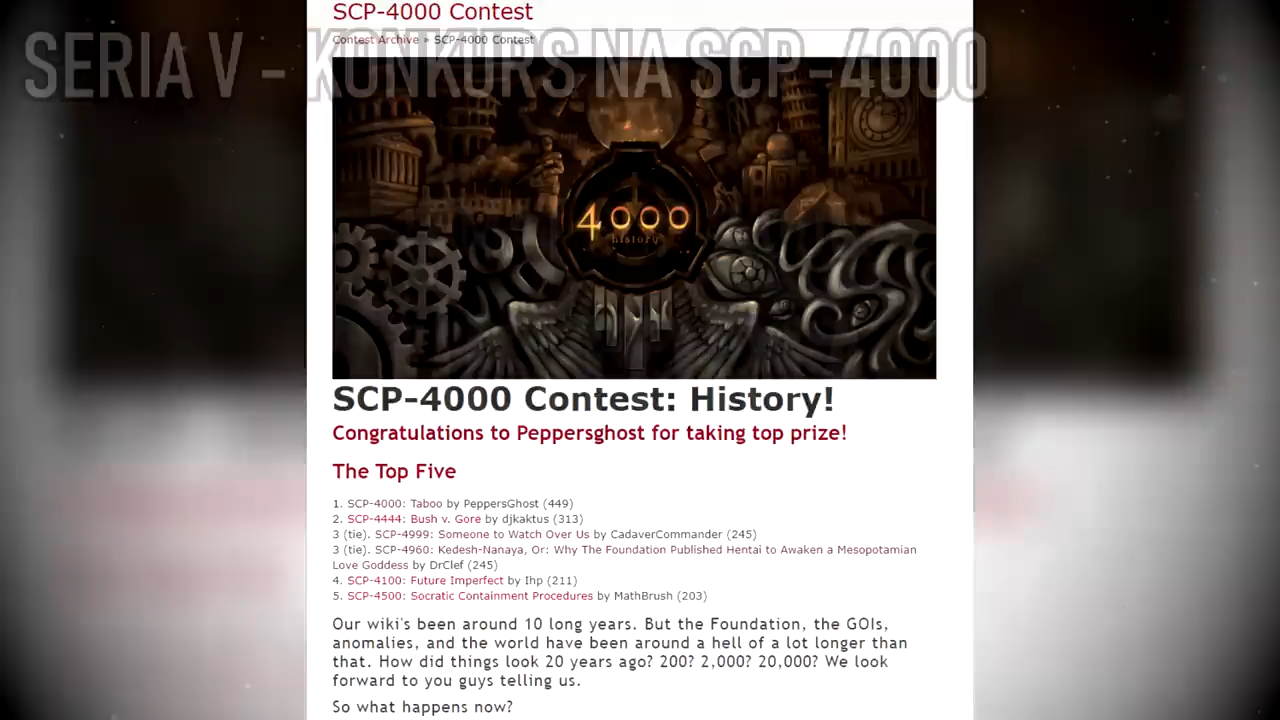 SCP-4000 Contest
Contest Archive » SCP-4000 Contest
SERIA V - KONKURS NA SCP-4000
4000
history
SCP-4000 Contest: History!
Congratulations to Peppersghost for taking top prize!
The Top Five
1. SCP-4000: Taboo by PeppersGhost (449)
2. SCP-4444: Bush v. Gore by djkaktus (313)
3 (tie). SCP-4999: Someone to Watch Over Us by CadaverCommander (245)
3 (tie). SCP-4960: Kedesh-Nanaya, Or: Why The Foundation Published Hentai to Awaken a Mesopotamian
Love Goddess by DrClef (245)
4. SCP-4100: Future Imperfect by Ihp (211)
5. SCP-4500: Socratic Containment Procedures by MathBrush (203)
Our wiki's been around 10 long years. But the Foundation, the GOIs,
anomalies, and the world have been around a hell of a lot longer than
that. How did things look 20 years ago? 200? 2,000? 20,000? We look
forward to you guys telling us.
So what happens now?